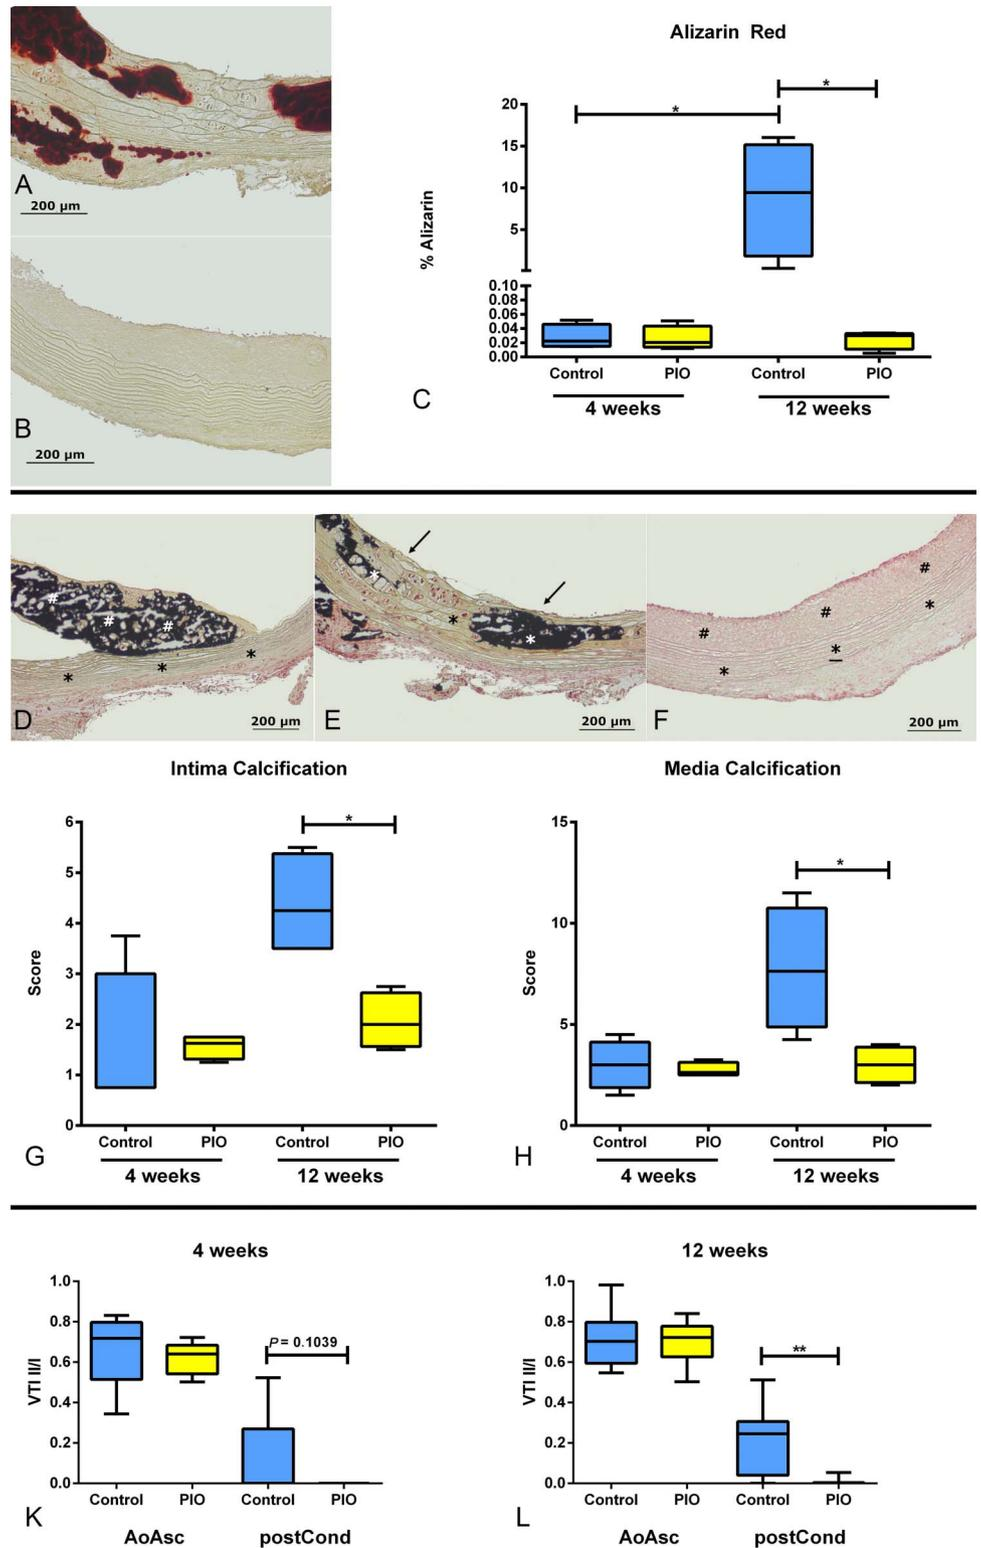 A
200 µm
B
200 µm
Alizarin Red
% Alizarin
20
15
10
5
0.10
0.08
0.06
0.04
0.02
0.00
*
*
Control PIO Control PIO
4 weeks 12 weeks
C
# # #
* * *
D
200 µm
* * *
E
200 µm
# # #
* * *
F
200 µm
Intima Calcification
Score
6
5
4
3
2
1
0
*
Control PIO Control PIO
4 weeks 12 weeks
G
Media Calcification
Score
15
10
5
0
*
Control PIO Control PIO
4 weeks 12 weeks
H
4 weeks
VTI II/I
1.0
0.8
0.6
0.4
0.2
0.0
P = 0.1039
Control PIO Control PIO
AoAsc postCond
K
12 weeks
VTI II/I
1.0
0.8
0.6
0.4
0.2
0.0
**
Control PIO Control PIO
AoAsc postCond
L